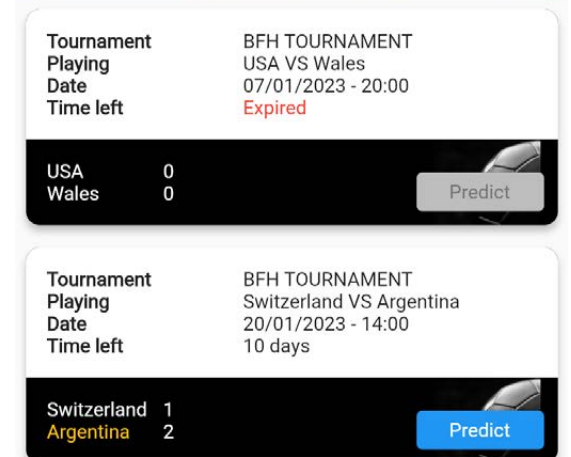 Tournament BFH TOURNAMENT
Playing USA VS Wales
Date 07/01/2023 - 20:00
Time left Expired
USA 0
Wales 0
Predict
Tournament BFH TOURNAMENT
Playing Switzerland VS Argentina
Date 20/01/2023 - 14:00
Time left 10 days
Switzerland 1
Argentina 2
Predict